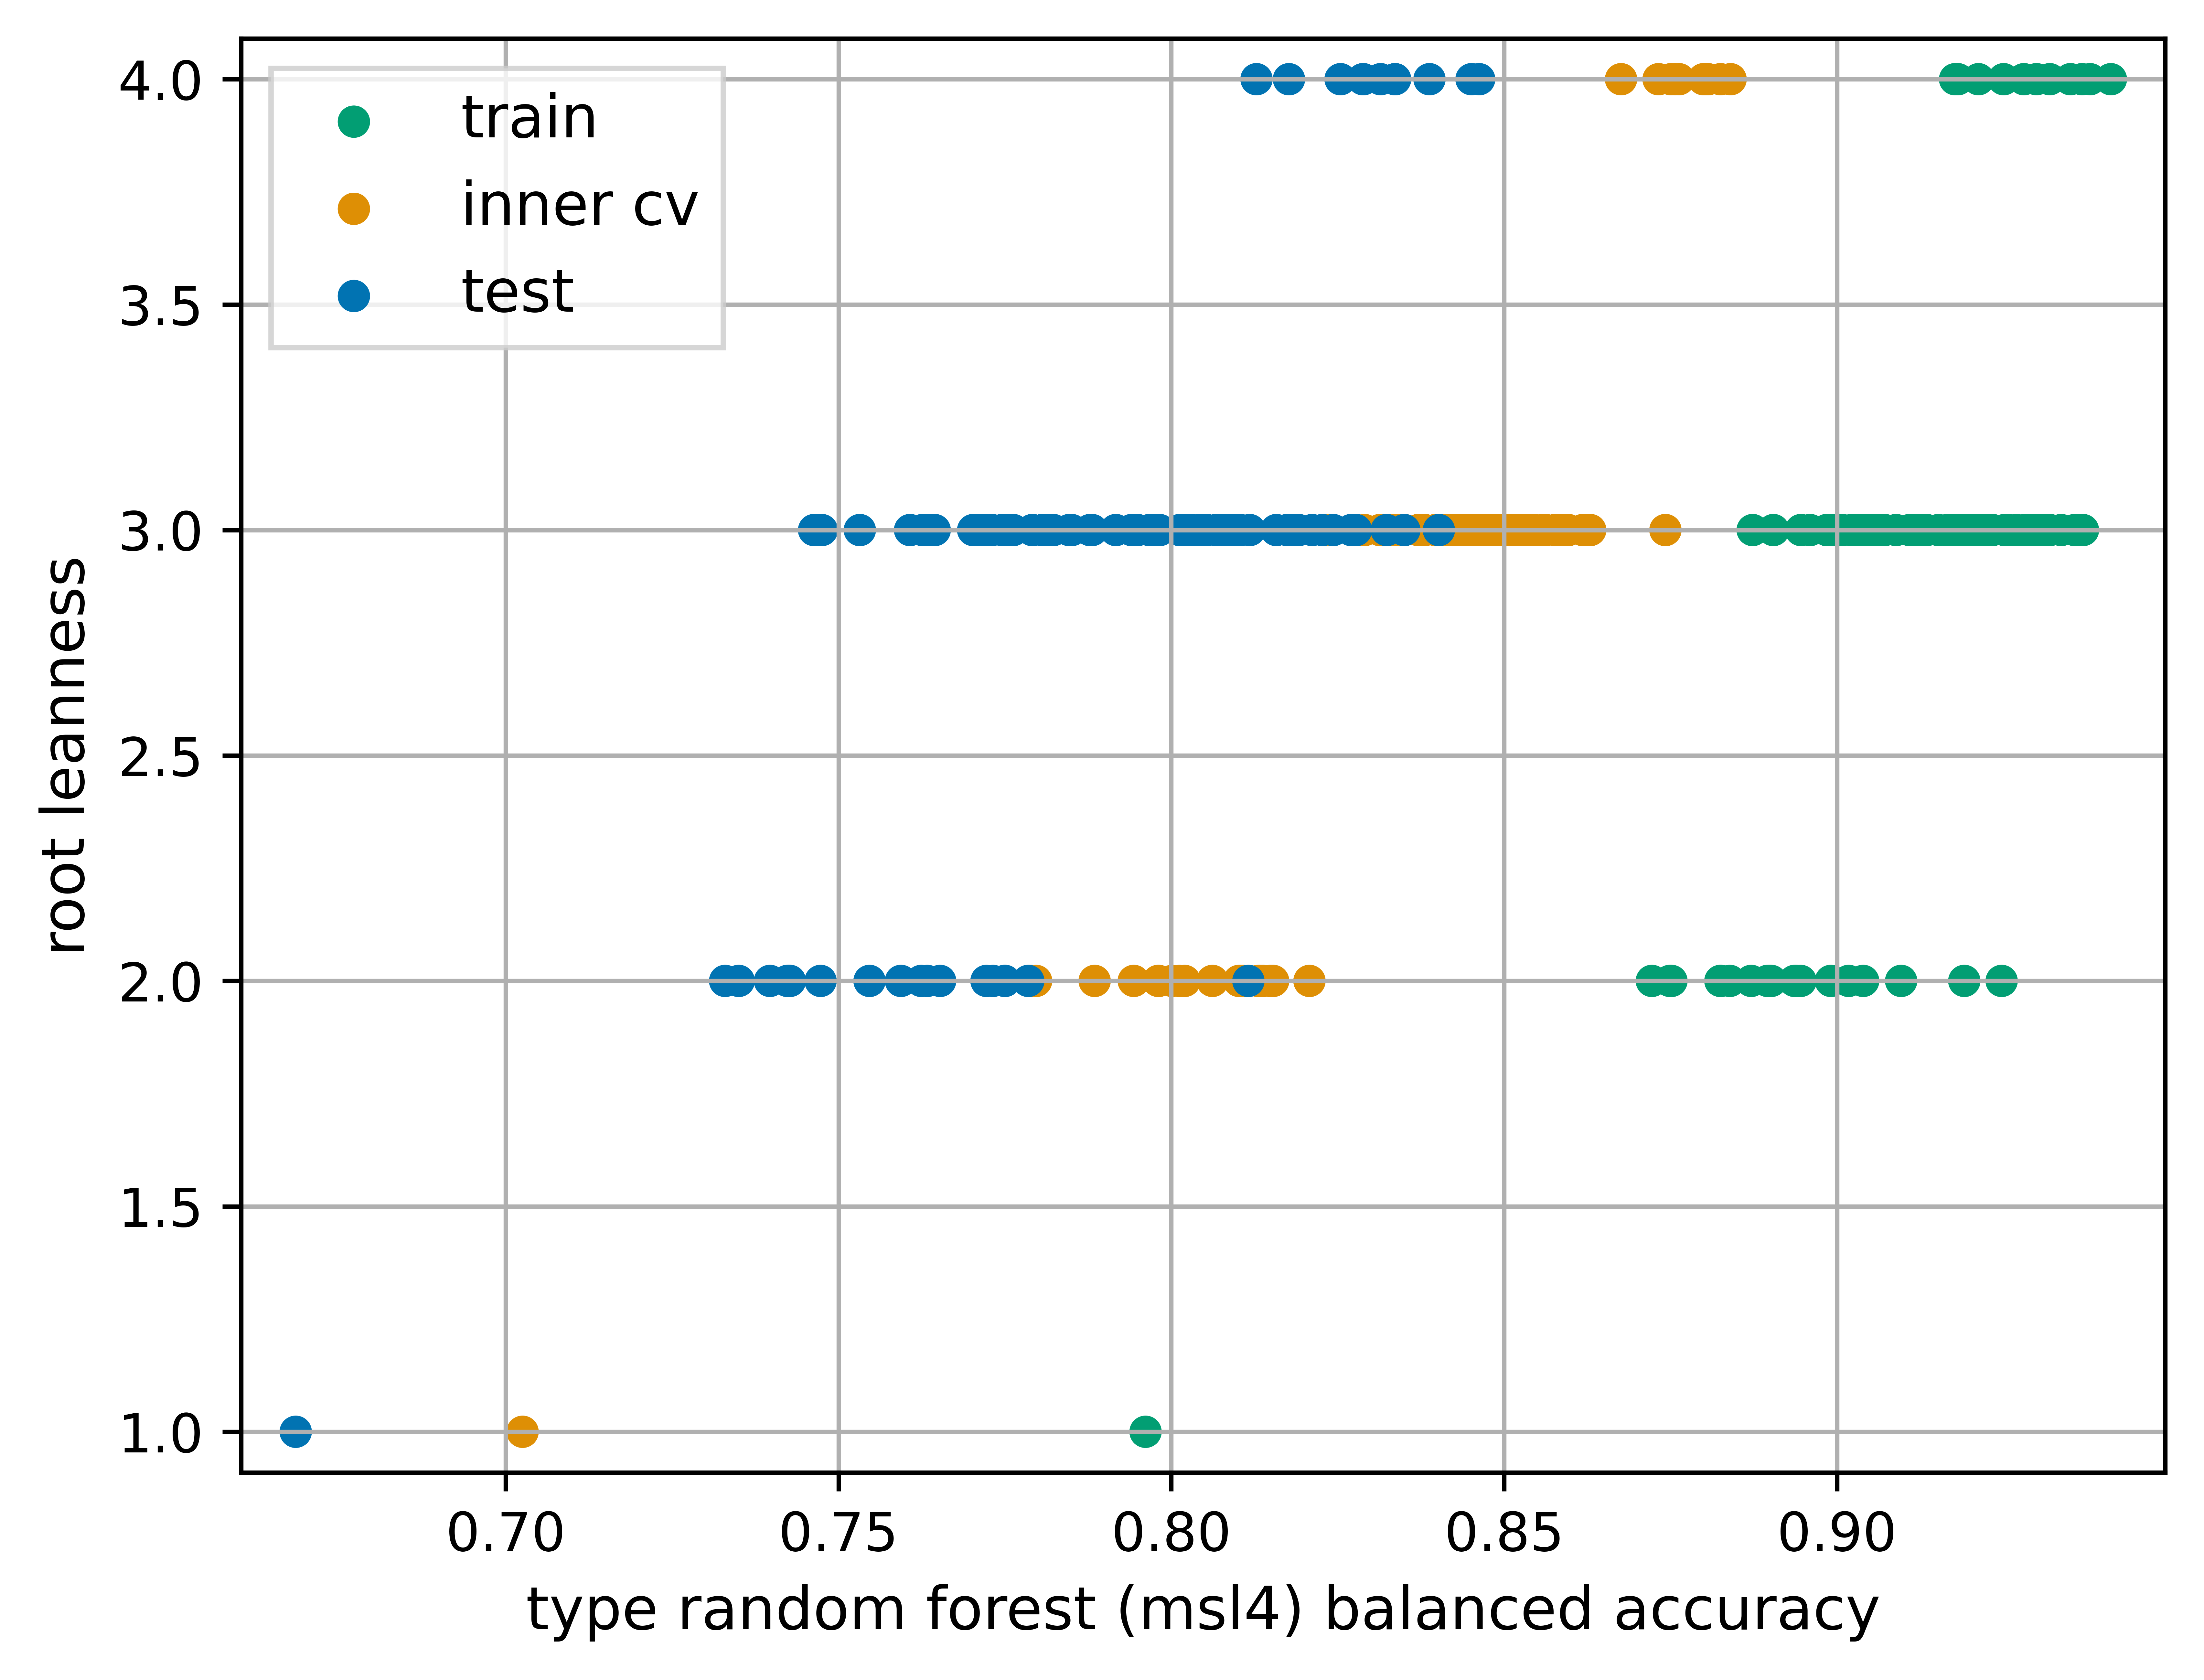 train
inner cv
test
root leanness
4.0
3.5
3.0
2.5
2.0
1.5
1.0
0.70
0.75
0.80
0.85
0.90
type random forest (msl4) balanced accuracy